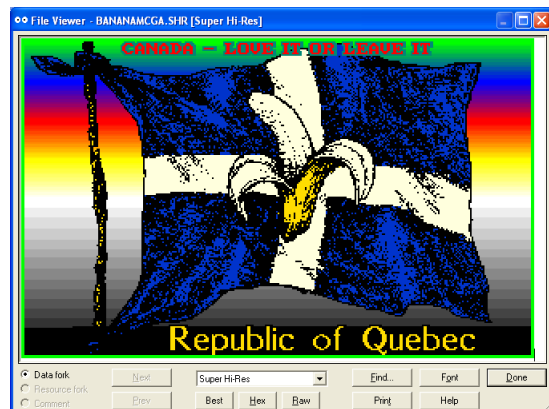 File Viewer - BANANAMCGA.SHR [Super Hi-Res]
CANADA - LOVE IT OR LEAVE IT
Republic of Quebec
Data fork
Resource fork
Comment
Next
Prev
Super Hi-Res
Best
Hex
Raw
Find...
Print
Font
Help
Done